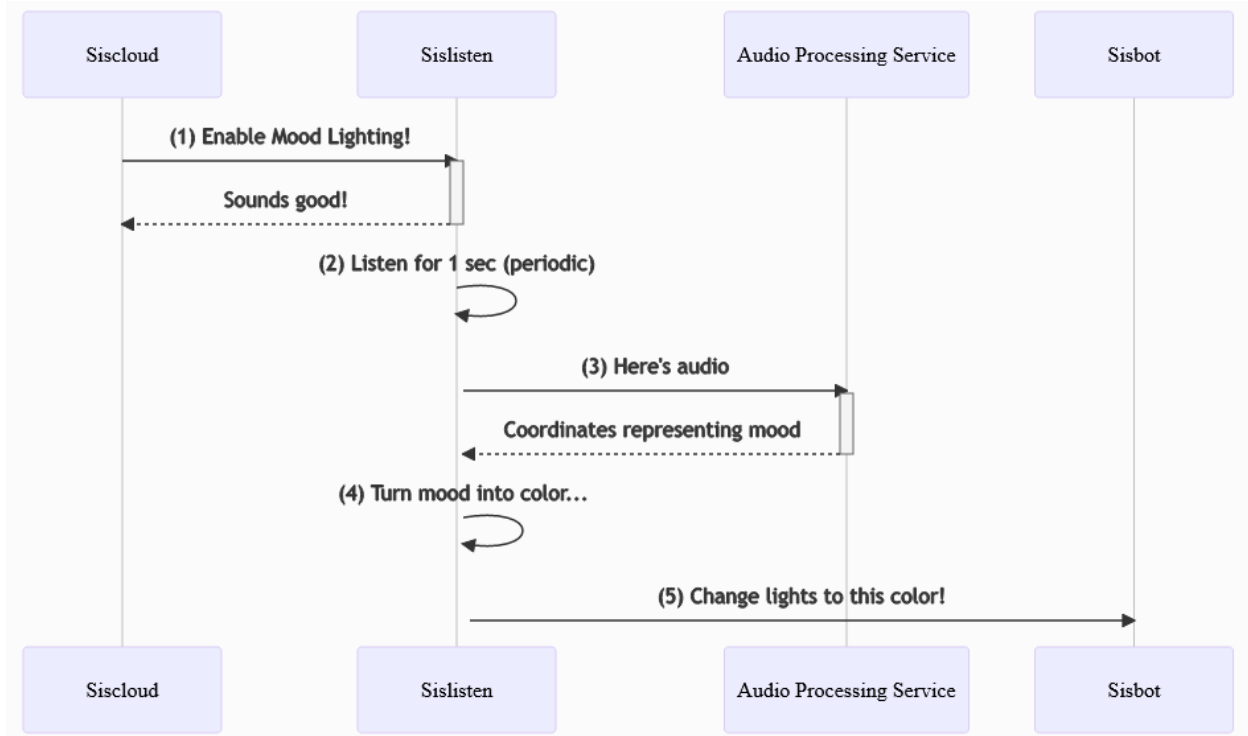 Siscloud
Sislisten
Audio Processing Service
Sisbot
(1) Enable Mood Lighting!
Sounds good!
(2) Listen for 1 sec (periodic)
(3) Here's audio
Coordinates representing mood
(4) Turn mood into color...
(5) Change lights to this color!
Siscloud
Sislisten
Audio Processing Service
Sisbot